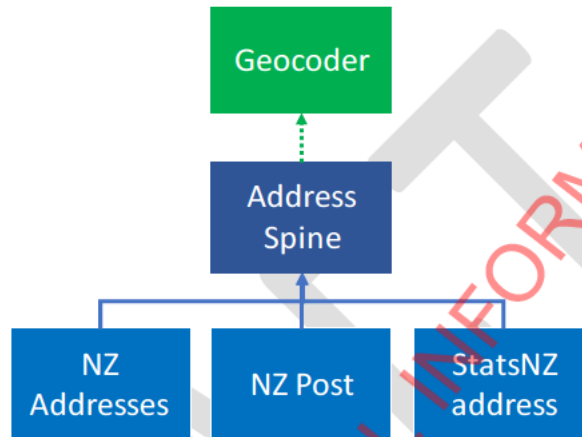 Geocoder
Address
Spine
NZ
Addresses
NZ Post
StatsNZ
address